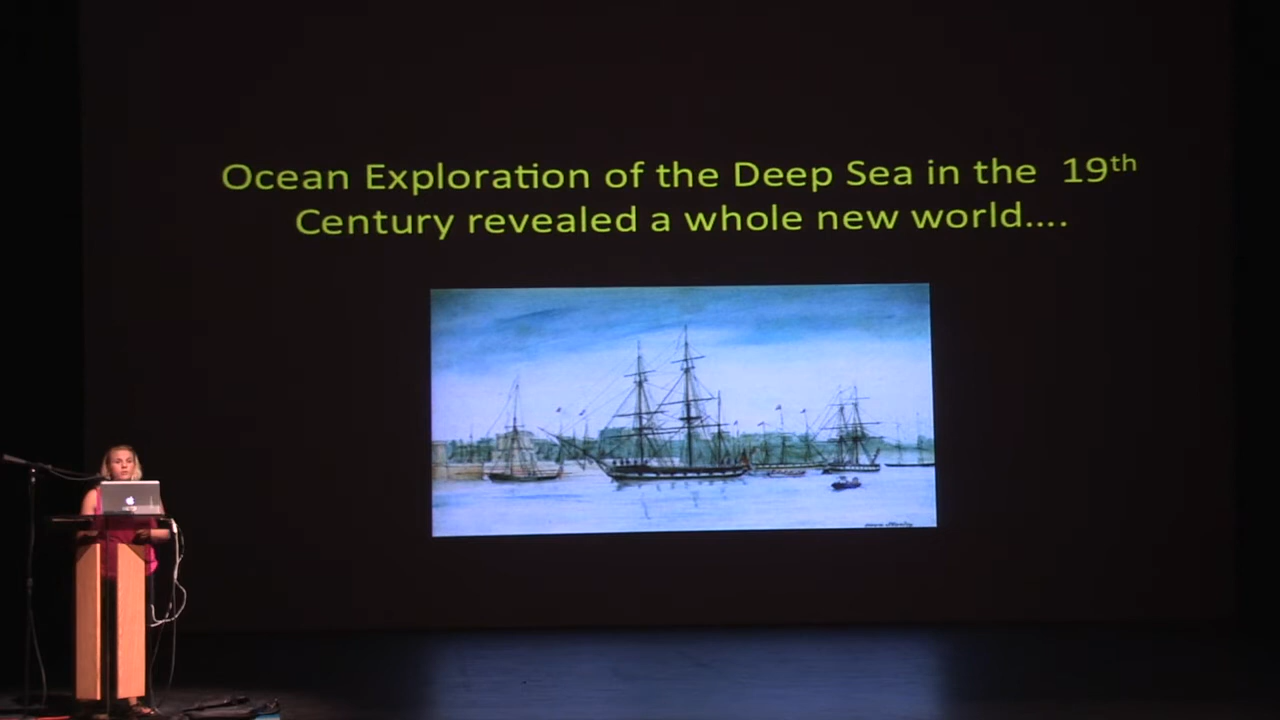 Ocean Exploration of the Deep Sea in the 19th
Century revealed a whole new world....